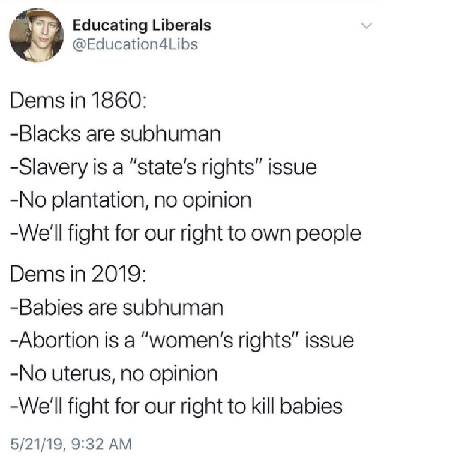 Educating Liberals
@Education4Libs
Dems in 1860:
-Blacks are subhuman
-Slavery is a “state’s rights” issue
-No plantation, no opinion
-We’ll fight for our right to own people
Dems in 2019:
-Babies are subhuman
-Abortion is a “women’s rights” issue
-No uterus, no opinion
-We’ll fight for our right to kill babies
5/21/19, 9:32 AM